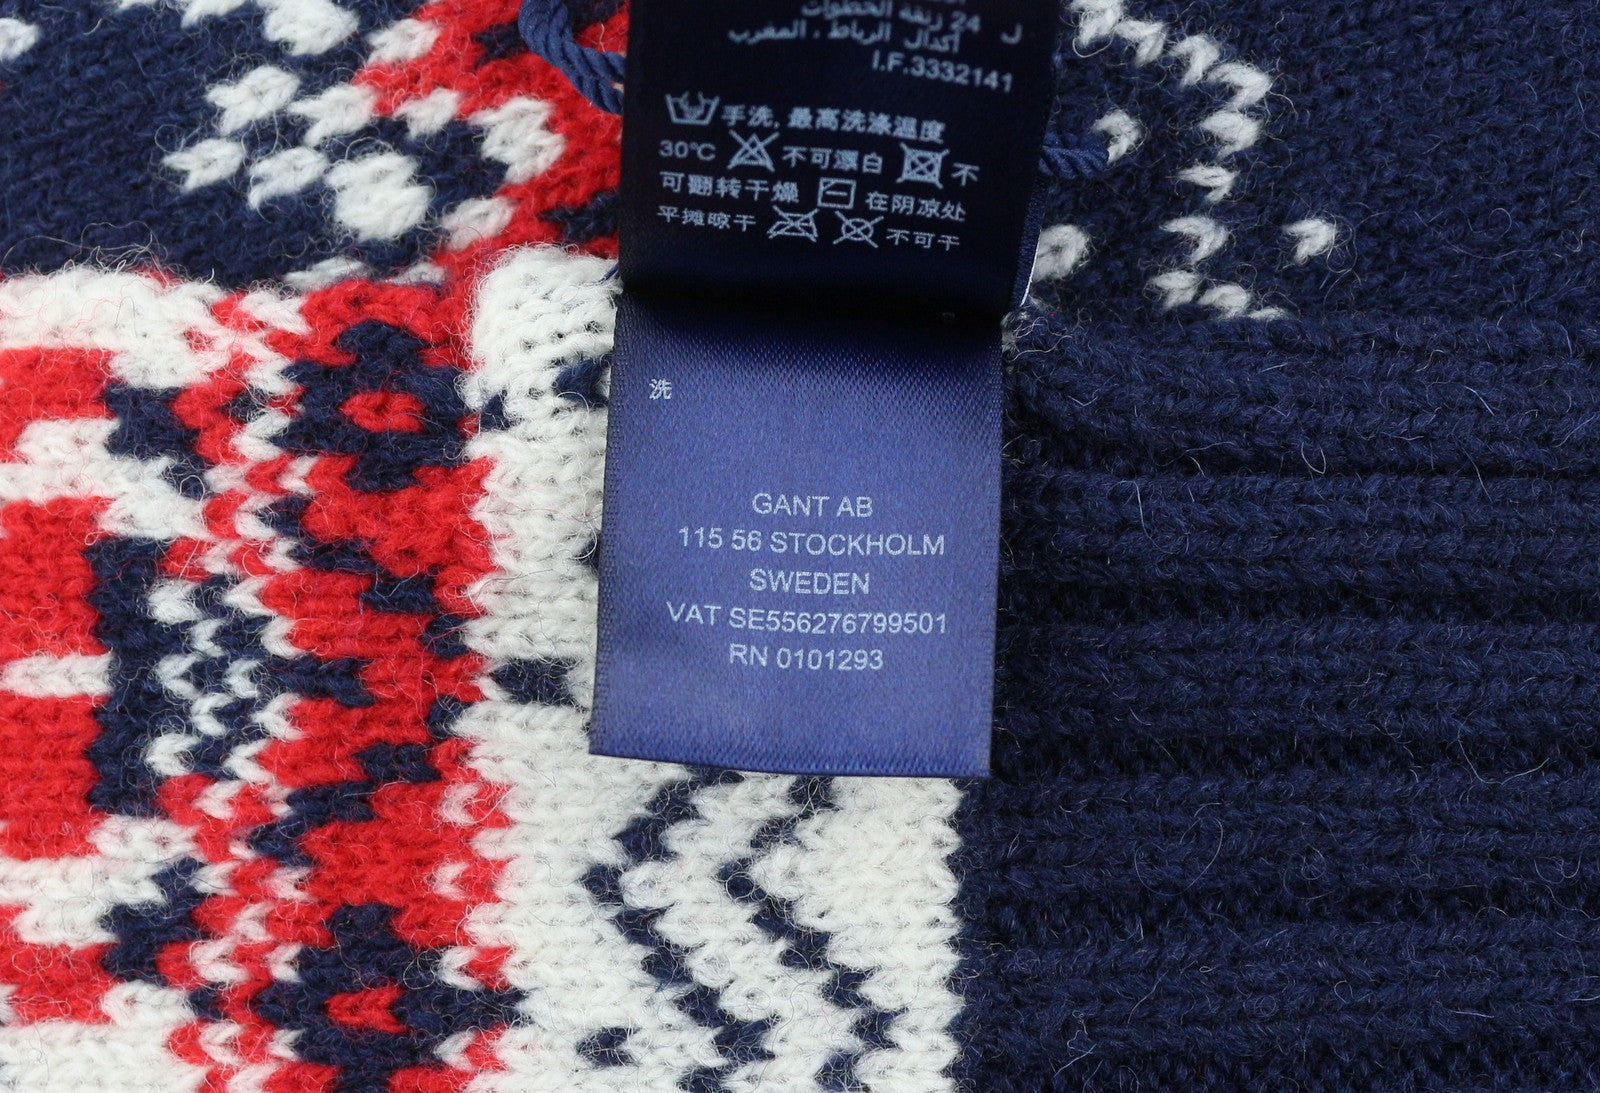 ل 24 زنقة الخطوات
أكدال، الرباط، المغرب
I.F.3332141
手洗, 最高洗涤温度
30°C 不可漂白 不
可翻转干燥 在阴凉处
平摊晾干 不可干
洗
GANT AB
115 56 STOCKHOLM
SWEDEN
VAT SE556276799501
RN 0101293